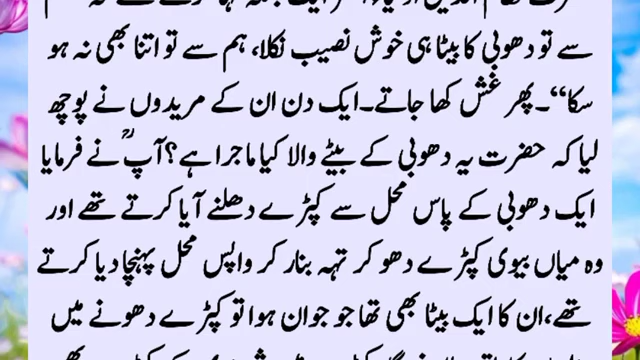 سے تو دھوبی کا بیٹا ہی خوش نصیب نکلا، ہم سے تو اتنا بھی نہ ہو
سکا“۔پھر غش کھا جاتے۔ایک دن ان کے مریدوں نے پوچھ
لیا کہ حضرت یہ دھوبی کے بیٹے والا کیا ماجرا ہے؟آپؒ نے فرمایا
ایک دھوبی کے پاس محل سے کپڑے دھلنے آیا کرتے تھے اور
وہ میاں بیوی کپڑے دھو کر تہہ بنار کر واپس محل پہنچا دیا کرتے
تھے،ان کا ایک بیٹا بھی تھا جو جوان ہوا تو کپڑے دھونے میں